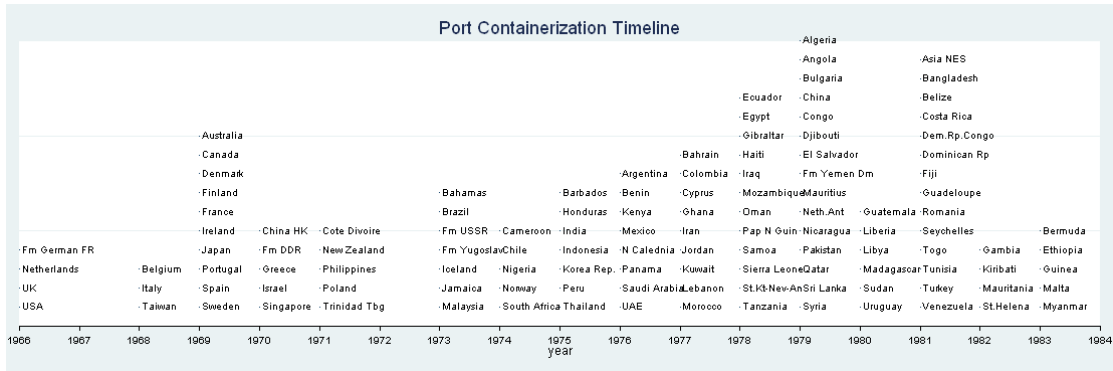 Port Containerization Timeline
Algeria
Angola Asia NES
Bulgaria Bangladesh
Ecuador China Belize
Egypt Congo Costa Rica
Australia Gibraltar Djibouti Dem.Rp.Congo
Canada Bahrain Haiti El Salvador Dominican Rp
Denmark Argentina Colombia Iraq Fm Yemen Dm Fiji
Finland Bahamas Barbados Benin Cyprus Mozambique Mauritius Guadeloupe
France Brazil Honduras Kenya Ghana Oman Neth.Ant Guatemala Romania
Ireland China HK Cote Divoire Fm USSR Cameroon India Mexico Iran Pap N Guin Nicaragua Liberia Seychelles Bermuda
Fm German FR Japan Fm DDR New Zealand Fm Yugoslav Chile Indonesia N Calednia Jordan Samoa Pakistan Libya Togo Gambia Ethiopia
Netherlands Belgium Portugal Greece Philippines Iceland Nigeria Korea Rep. Panama Kuwait Sierra Leone Qatar Madagascar Tunisia Kiribati Guinea
UK Italy Spain Israel Poland Jamaica Norway Peru Saudi Arabia Lebanon St.Kt-Nev-An Sri Lanka Sudan Turkey Mauritania Malta
USA Taiwan Sweden Singapore Trinidad Tbg Malaysia South Africa Thailand UAE Morocco Tanzania Syria Uruguay Venezuela St.Helena Myanmar
1966 1967 1968 1969 1970 1971 1972 1973 1974 1975 1976 1977 1978 1979 1980 1981 1982 1983 1984
year